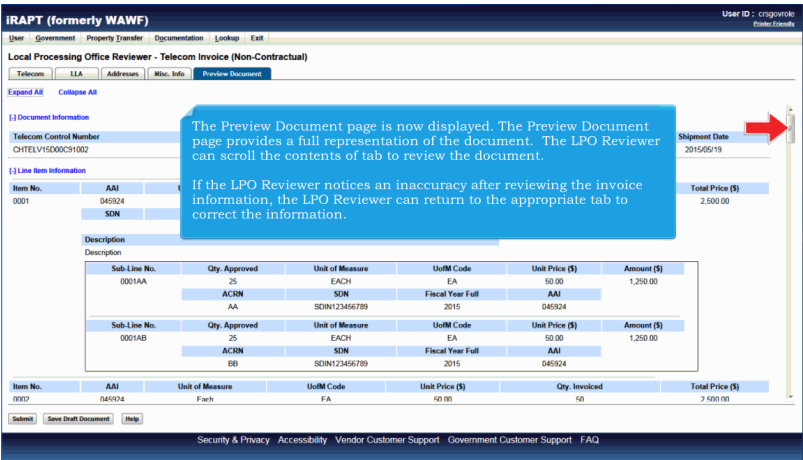 iRAPT (formerly WAWF)
User ID : crsgovrole
Printer Friendly
User Government Property Transfer Documentation Lookup Exit
Local Processing Office Reviewer - Telecom Invoice (Non-Contractual)
Telecom LLA Addresses Misc. Info Preview Document
Expand All Collapse All
[-] Document Information
Telecom Control Number Shipment Date
CHTELV15D00C91002 2015/05/19
The Preview Document page is now displayed. The Preview Document
page provides a full representation of the document. The LPO Reviewer
can scroll the contents of tab to review the document.
If the LPO Reviewer notices an inaccuracy after reviewing the invoice
information, the LPO Reviewer can return to the appropriate tab to
correct the information.
[-] Line Item Information
Item No. AAI Total Price ($)
0001 045924 2,500.00
SDN
Description
Description
Sub-Line No. Qty. Approved Unit of Measure UofM Code Unit Price ($) Amount ($)
0001AA 25 EACH EA 50.00 1,250.00
ACRN SDN Fiscal Year Full AAI
AA SDIN123456789 2015 045924
Sub-Line No. Qty. Approved Unit of Measure UofM Code Unit Price ($) Amount ($)
0001AB 25 EACH EA 50.00 1,250.00
ACRN SDN Fiscal Year Full AAI
BB SDIN123456789 2015 045924
Item No. AAI Unit of Measure UofM Code Unit Price ($) Qty. Invoiced Total Price ($)
0002 045924 Each EA 50.00 50 2,500.00
Submit Save Draft Document Help
Security & Privacy Accessibility Vendor Customer Support Government Customer Support FAQ